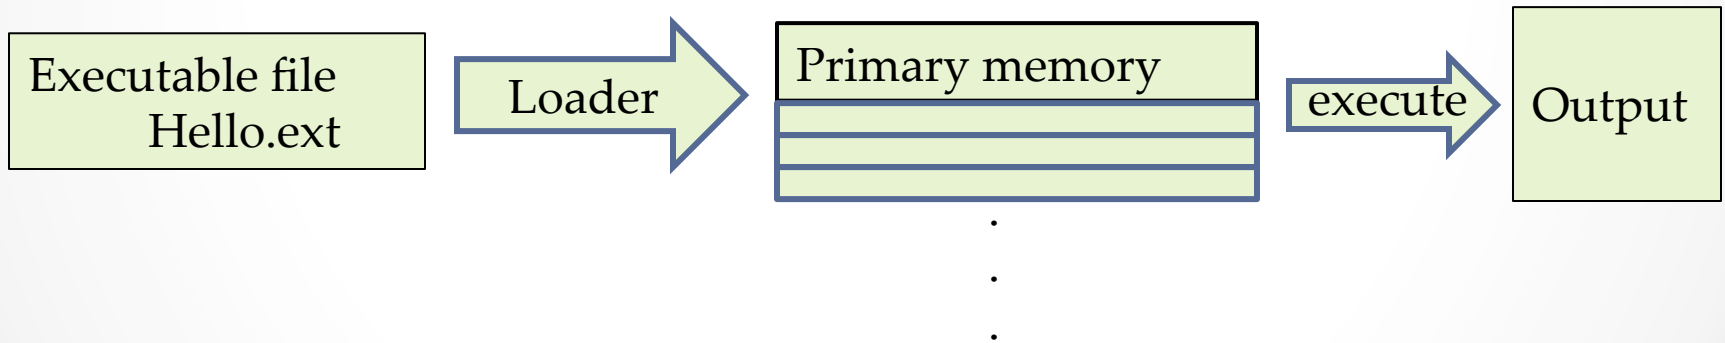 Executable file
Hello.ext
Loader
Primary memory
execute
Output
.
.
.